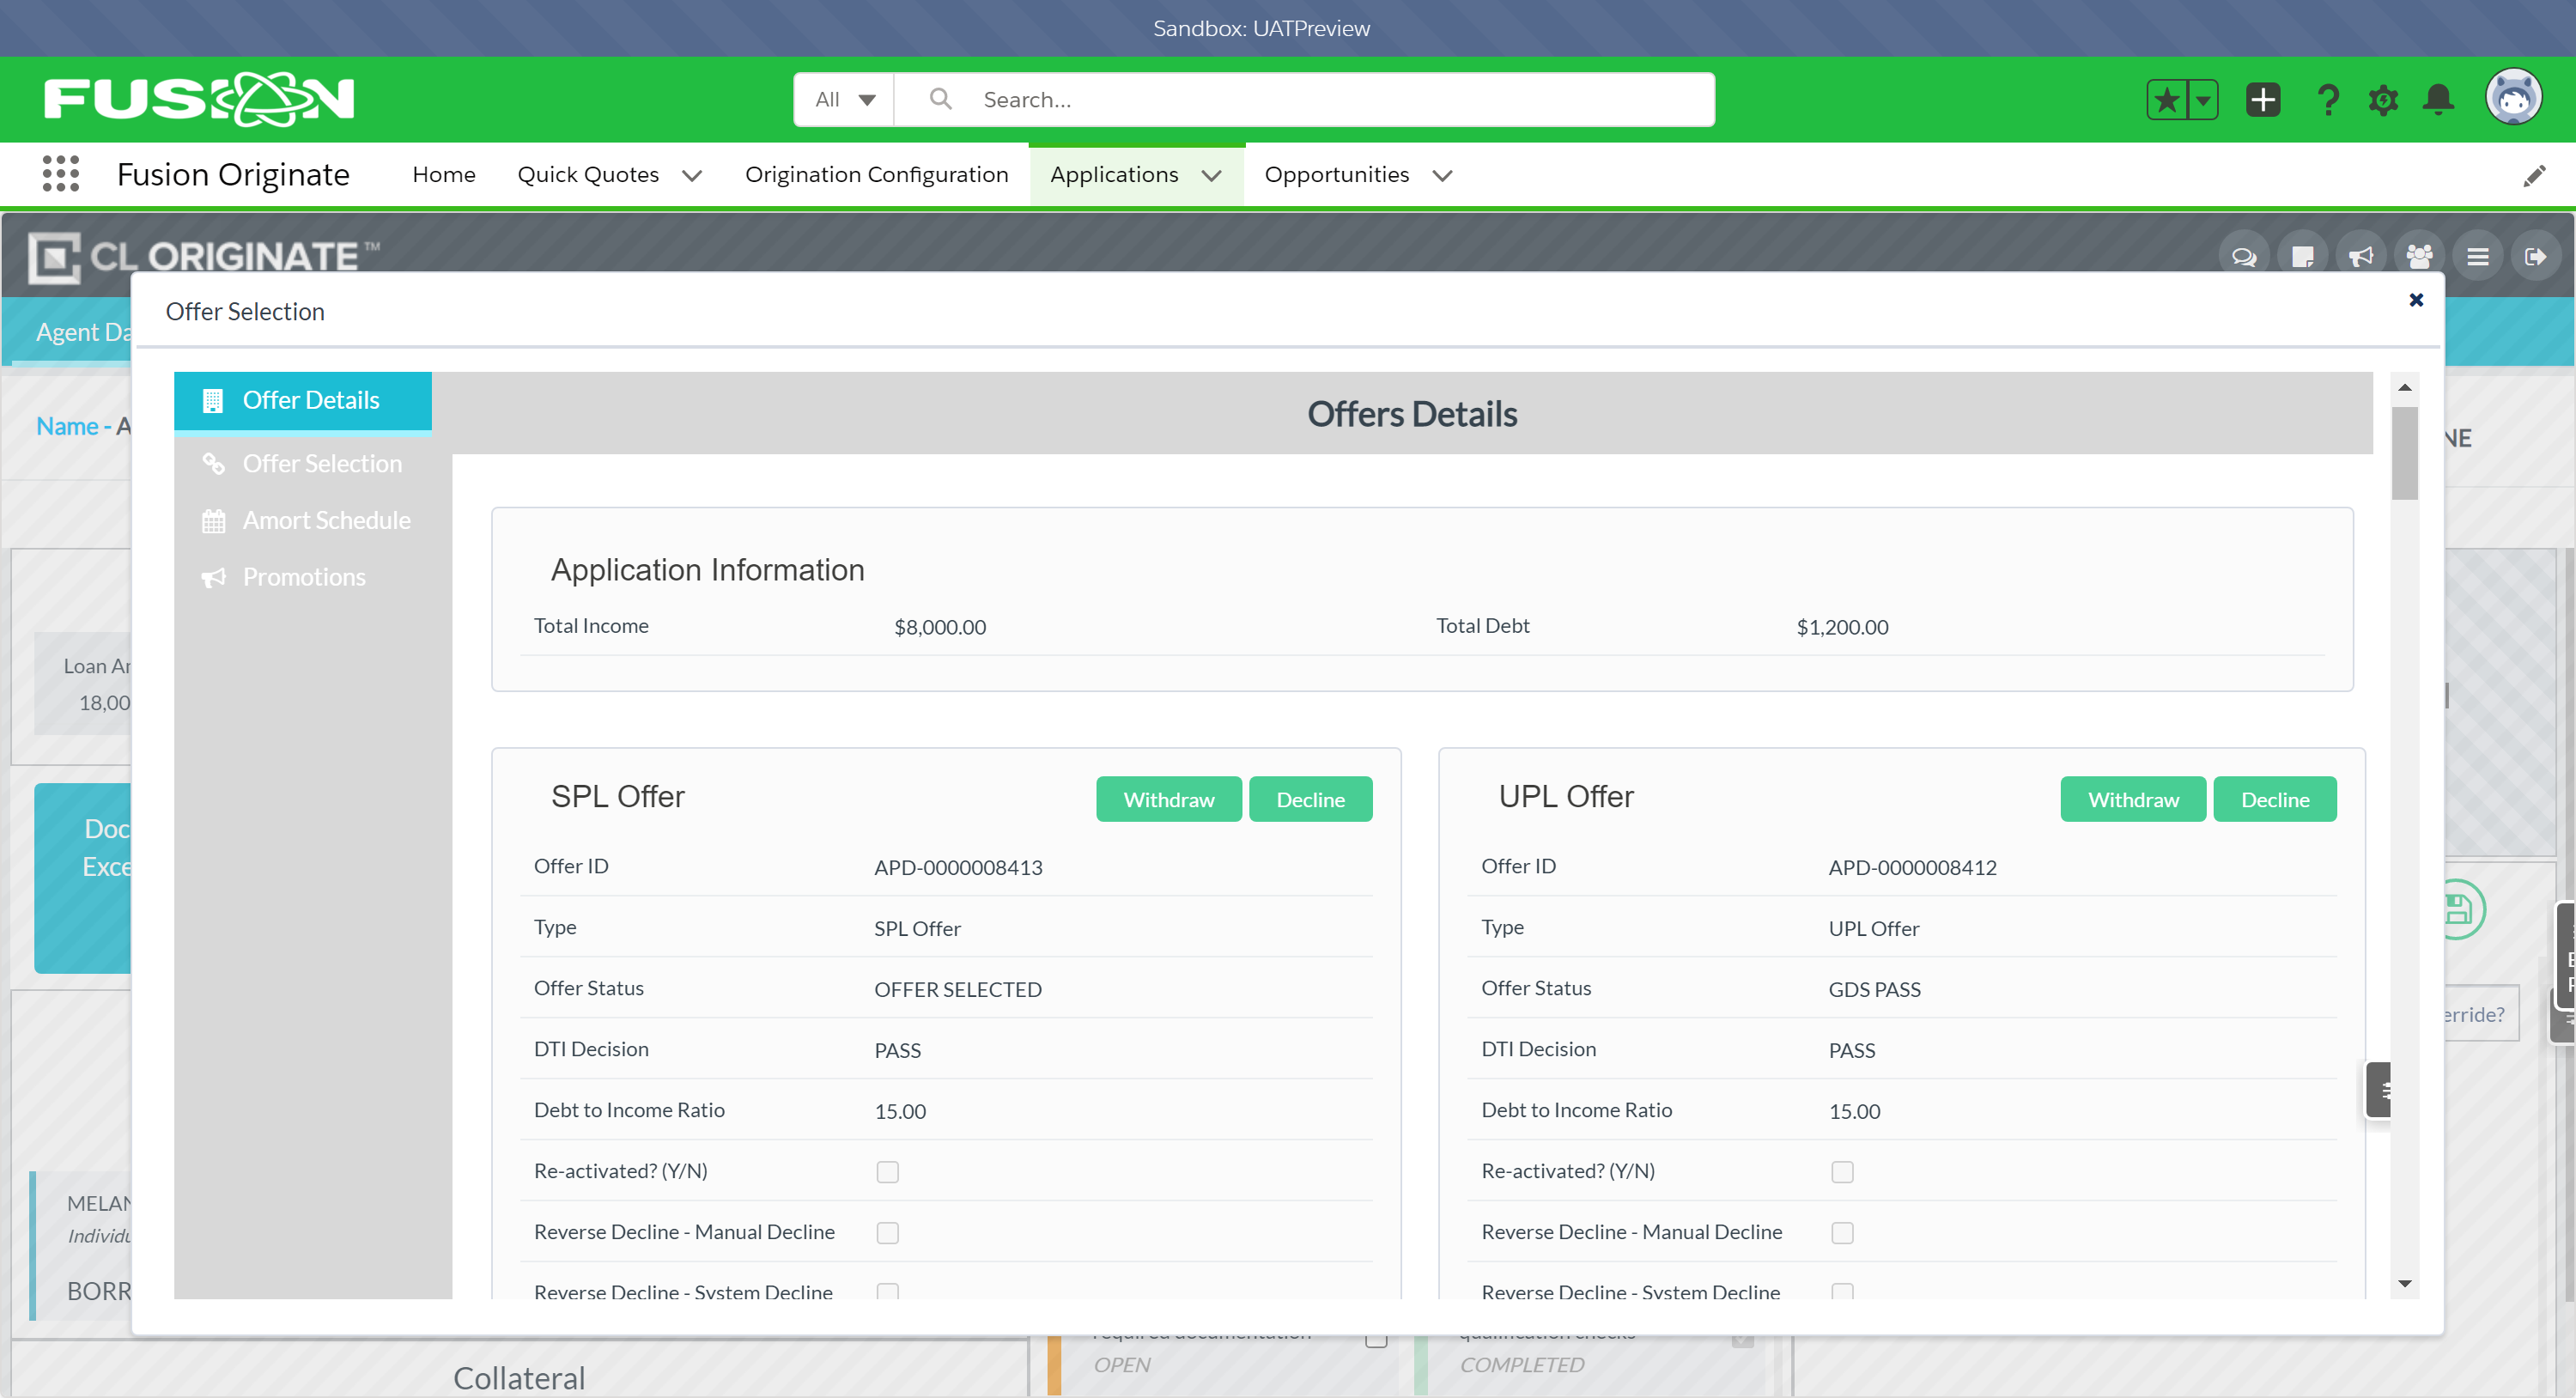 Sandbox: UATPreview
FUSION
All
Search...
Fusion Originate
Home
Quick Quotes
Origination Configuration
Applications
Opportunities
CL ORIGINATE™
Agent Da
Offer Selection
Name - A
NE
Offer Details
Offer Selection
Amort Schedule
Promotions
Offers Details
Application Information
Total Income $8,000.00 Total Debt $1,200.00
Loan Am
18,00
Doc
Exce
SPL Offer
Withdraw
Decline
Offer ID APD-0000008413
Type SPL Offer
Offer Status OFFER SELECTED
DTI Decision PASS
Debt to Income Ratio 15.00
Re-activated? (Y/N)
Reverse Decline - Manual Decline
Reverse Decline - System Decline
UPL Offer
Withdraw
Decline
Offer ID APD-0000008412
Type UPL Offer
Offer Status GDS PASS
DTI Decision PASS
Debt to Income Ratio 15.00
Re-activated? (Y/N)
Reverse Decline - Manual Decline
Reverse Decline - System Decline
erride?
MELAN
Individu
BORR
required documentation
OPEN
qualification checks
COMPLETED
Collateral